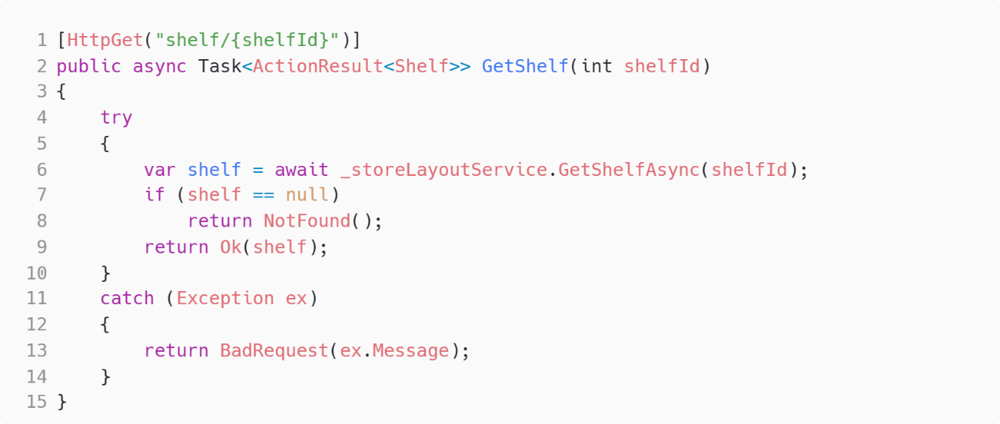 1 [HttpGet("shelf/{shelfId}")]
2 public async Task<ActionResult<Shelf>> GetShelf(int shelfId)
3 {
4     try
5     {
6         var shelf = await _storeLayoutService.GetShelfAsync(shelfId);
7         if (shelf == null)
8             return NotFound();
9         return Ok(shelf);
10     }
11     catch (Exception ex)
12     {
13         return BadRequest(ex.Message);
14     }
15 }